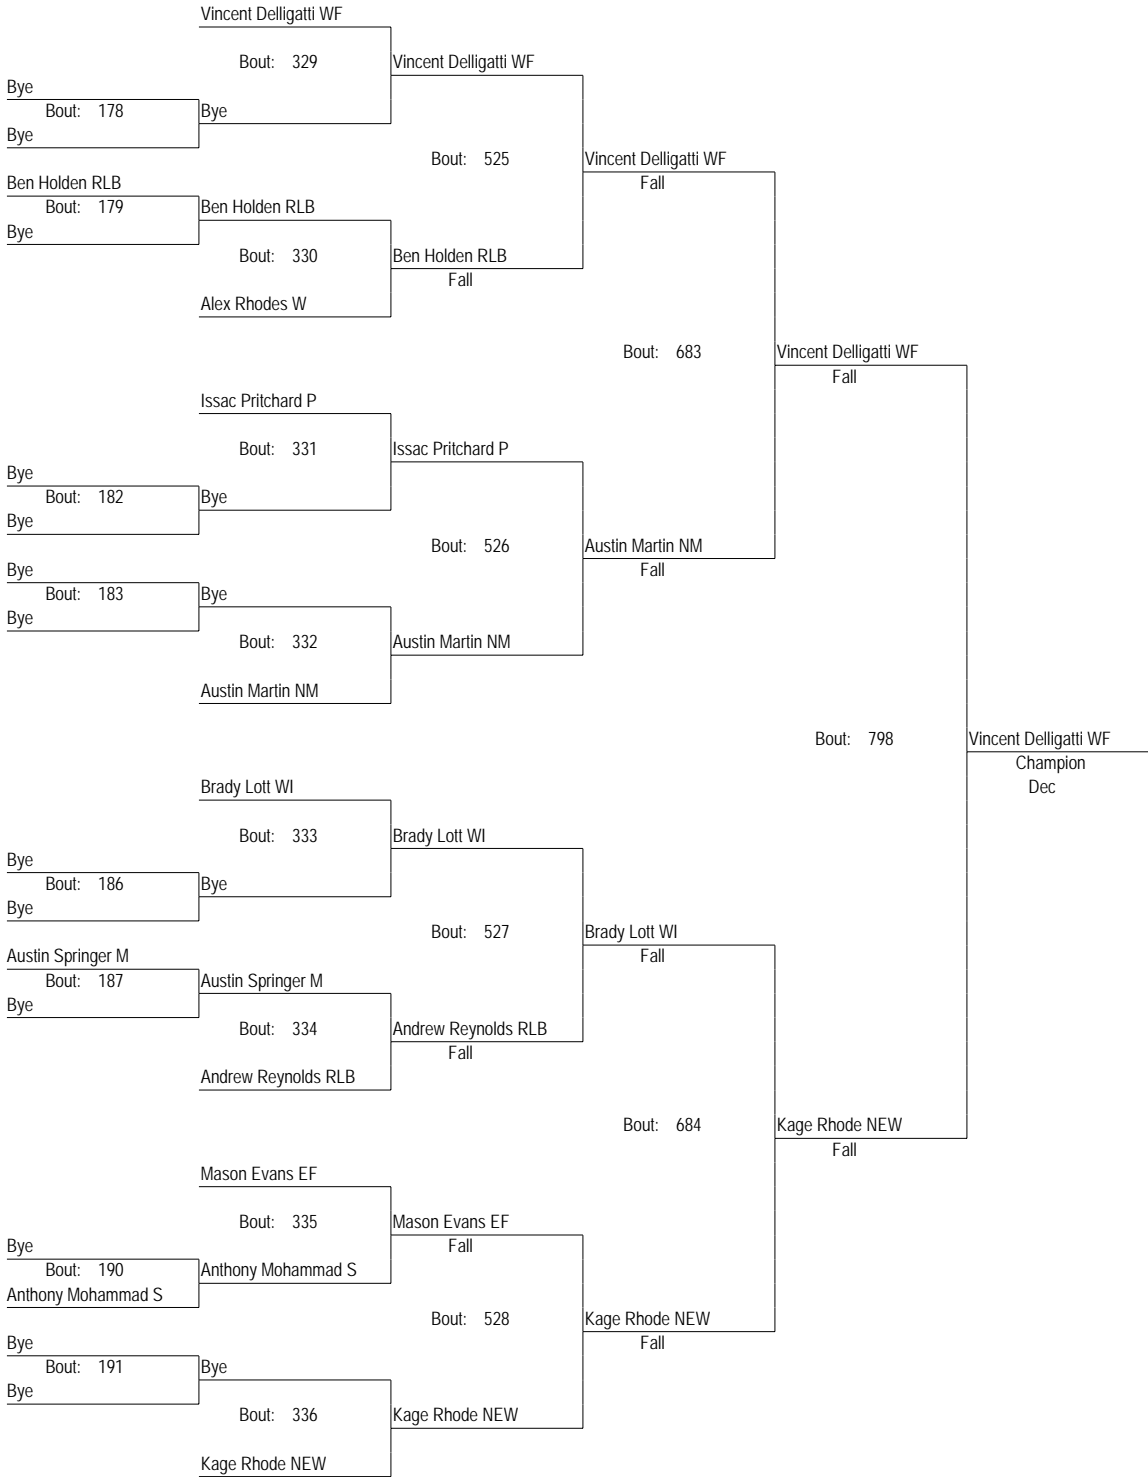 Vincent Delligatti WF
Bout: 329
Vincent Delligatti WF
Bye
Bout: 178
Bye
Bye
Bout: 525
Vincent Delligatti WF
Fall
Ben Holden RLB
Bout: 179
Ben Holden RLB
Bye
Bout: 330
Ben Holden RLB
Fall
Alex Rhodes W
Bout: 683
Vincent Delligatti WF
Fall
Issac Pritchard P
Bout: 331
Issac Pritchard P
Bye
Bout: 182
Bye
Bye
Bout: 526
Austin Martin NM
Fall
Bye
Bout: 183
Bye
Bye
Bout: 332
Austin Martin NM
Austin Martin NM
Bout: 798
Vincent Delligatti WF
Champion
Dec
Brady Lott WI
Bout: 333
Brady Lott WI
Bye
Bout: 186
Bye
Bye
Bout: 527
Brady Lott WI
Fall
Austin Springer M
Bout: 187
Austin Springer M
Bye
Bout: 334
Andrew Reynolds RLB
Fall
Andrew Reynolds RLB
Bout: 684
Kage Rhode NEW
Fall
Mason Evans EF
Bout: 335
Mason Evans EF
Fall
Bye
Bout: 190
Anthony Mohammad S
Anthony Mohammad S
Bout: 528
Kage Rhode NEW
Fall
Bye
Bout: 191
Bye
Bye
Bout: 336
Kage Rhode NEW
Kage Rhode NEW